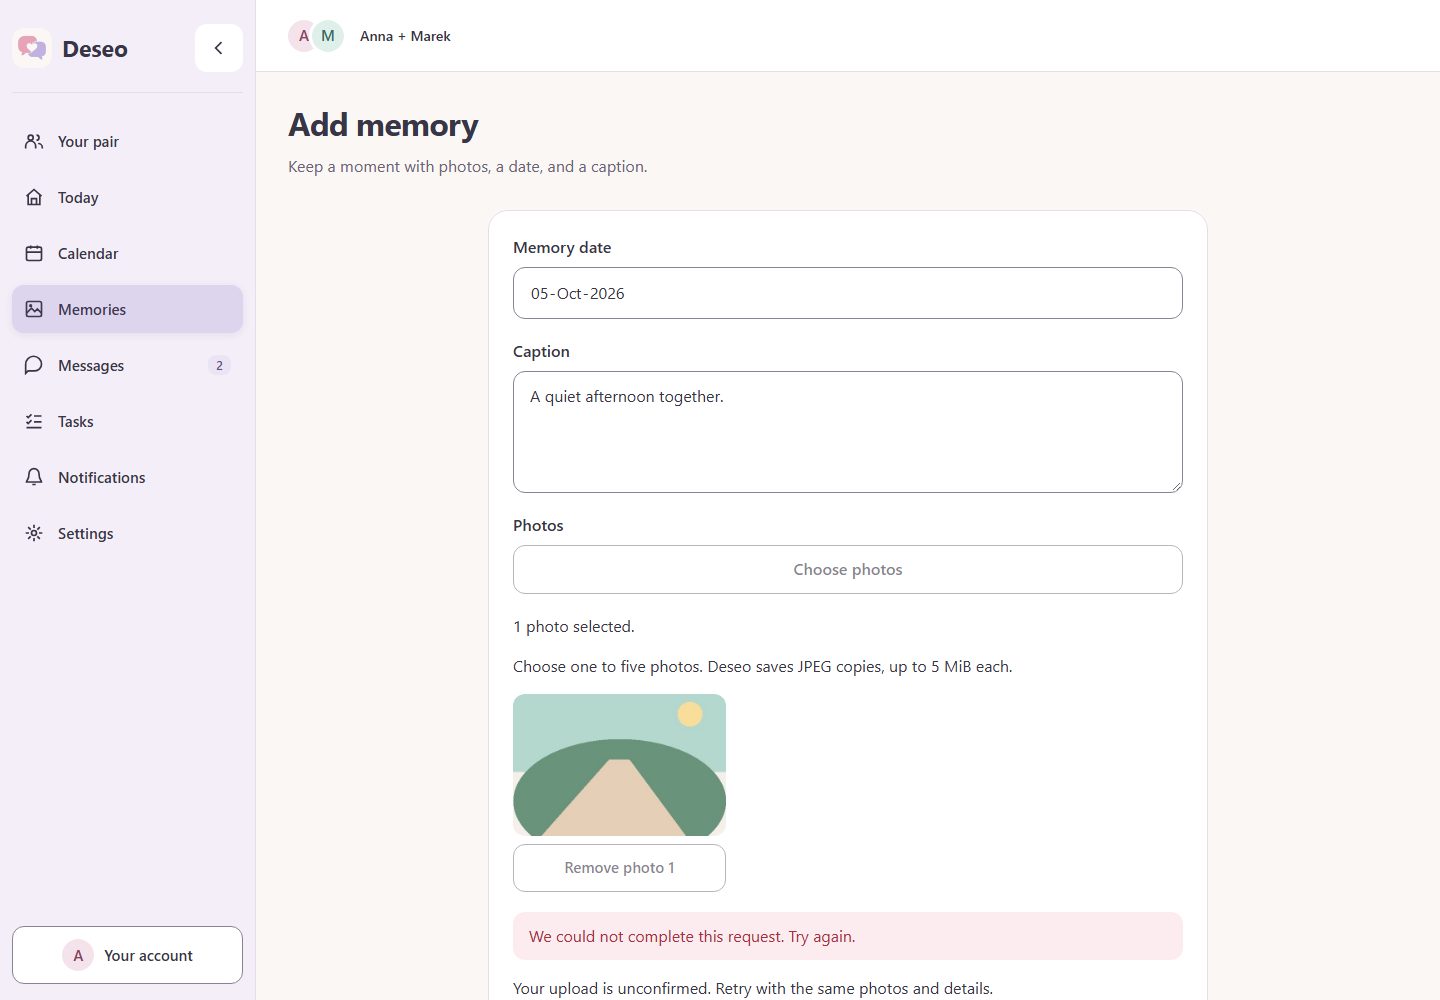 Deseo
Your pair
Today
Calendar
Memories
Messages 2
Tasks
Notifications
Settings
A Your account
A M Anna + Marek
Add memory
Keep a moment with photos, a date, and a caption.
Memory date
05-Oct-2026
Caption
A quiet afternoon together.
Photos
Choose photos
1 photo selected.
Choose one to five photos. Deseo saves JPEG copies, up to 5 MiB each.
Remove photo 1
We could not complete this request. Try again.
Your upload is unconfirmed. Retry with the same photos and details.